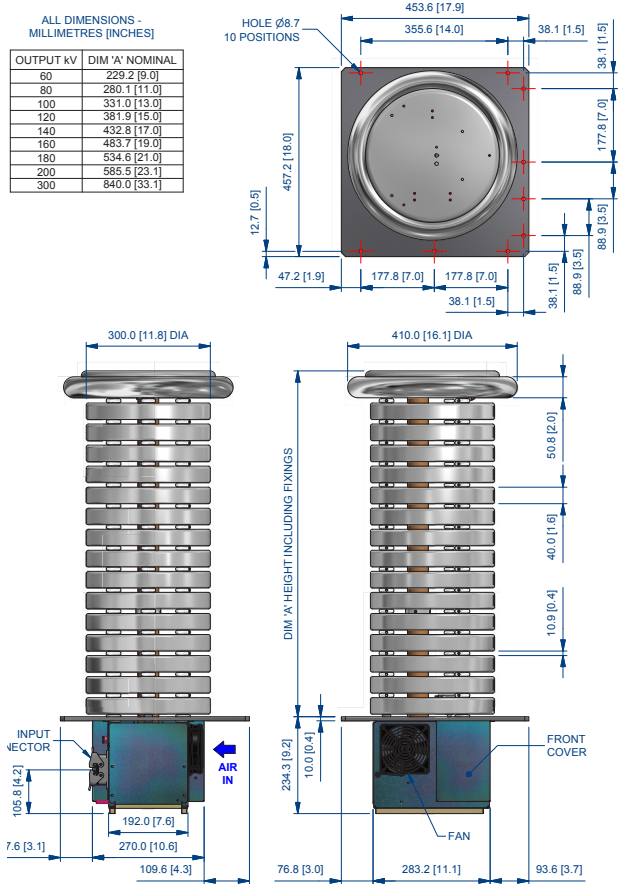 ALL DIMENSIONS -
MILLIMETRES [INCHES]
OUTPUT kV DIM 'A' NOMINAL
60 229.2 [9.0]
80 280.1 [11.0]
100 331.0 [13.0]
120 381.9 [15.0]
140 432.8 [17.0]
160 483.7 [19.0]
180 534.6 [21.0]
200 585.5 [23.1]
300 840.0 [33.1]
HOLE Ø8.7
10 POSITIONS
453.6 [17.9]
355.6 [14.0]
38.1 [1.5]
38.1 [1.5]
177.8 [7.0]
88.9 [3.5]
457.2 [18.0]
12.7 [0.5]
47.2 [1.9]
177.8 [7.0]
177.8 [7.0]
38.1 [1.5]
38.1 [1.5]
88.9 [3.5]
300.0 [11.8] DIA
410.0 [16.1] DIA
DIM 'A' HEIGHT INCLUDING FIXINGS
50.8 [2.0]
40.0 [1.6]
10.9 [0.4]
INPUT
NECTOR
AIR
IN
105.8 [4.2]
192.0 [7.6]
7.6 [3.1]
270.0 [10.6]
109.6 [4.3]
234.3 [9.2]
10.0 [0.4]
FRONT
COVER
FAN
76.8 [3.0]
283.2 [11.1]
93.6 [3.7]